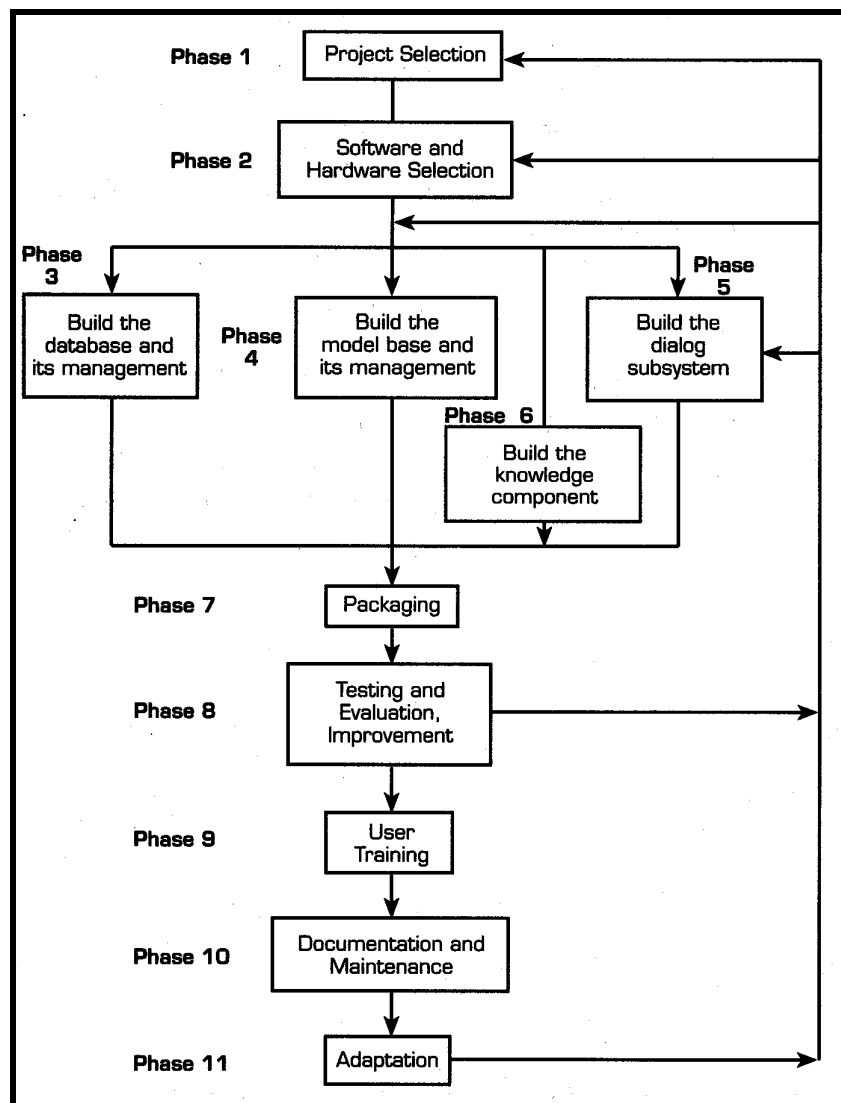 Phase 1
Project Selection
Phase 2
Software and
Hardware Selection
Phase
3
Build the
database and
its management
Phase
4
Build the
model base and
its management
Phase
5
Build the
dialog
subsystem
Phase 6
Build the
knowledge
component
Phase 7
Packaging
Phase 8
Testing and
Evaluation,
Improvement
Phase 9
User
Training
Phase 10
Documentation and
Maintenance
Phase 11
Adaptation